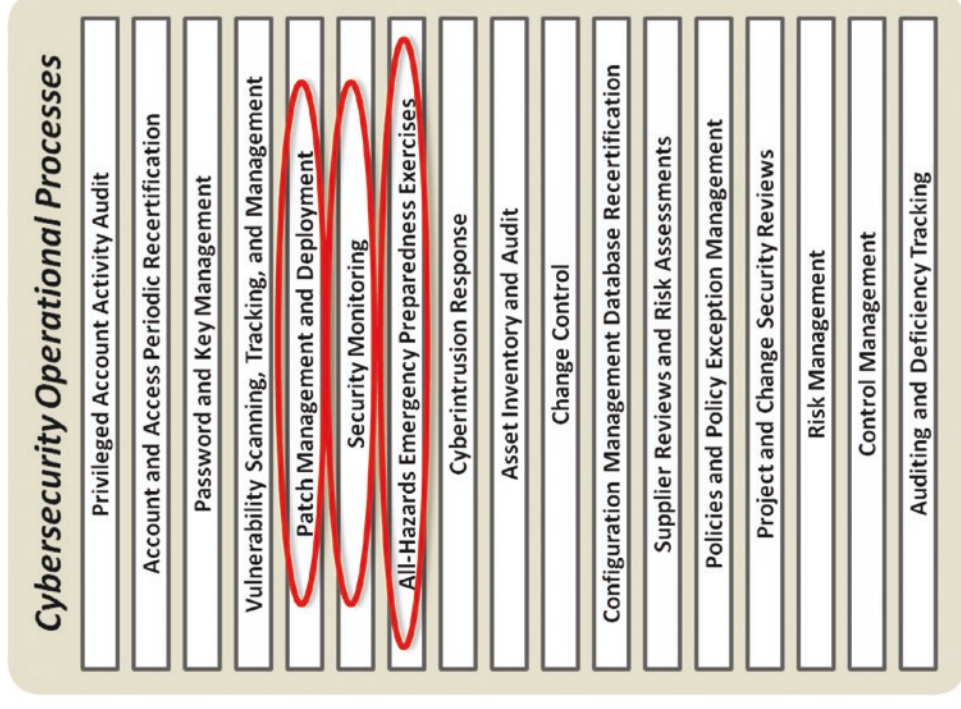 Cybersecurity Operational Processes
Privileged Account Activity Audit
Account and Access Periodic Recertification
Password and Key Management
Vulnerability Scanning, Tracking, and Management
Patch Management and Deployment
Security Monitoring
All-Hazards Emergency Preparedness Exercises
Cyberintrusion Response
Asset Inventory and Audit
Change Control
Configuration Management Database Recertification
Supplier Reviews and Risk Assessments
Policies and Policy Exception Management
Project and Change Security Reviews
Risk Management
Control Management
Auditing and Deficiency Tracking